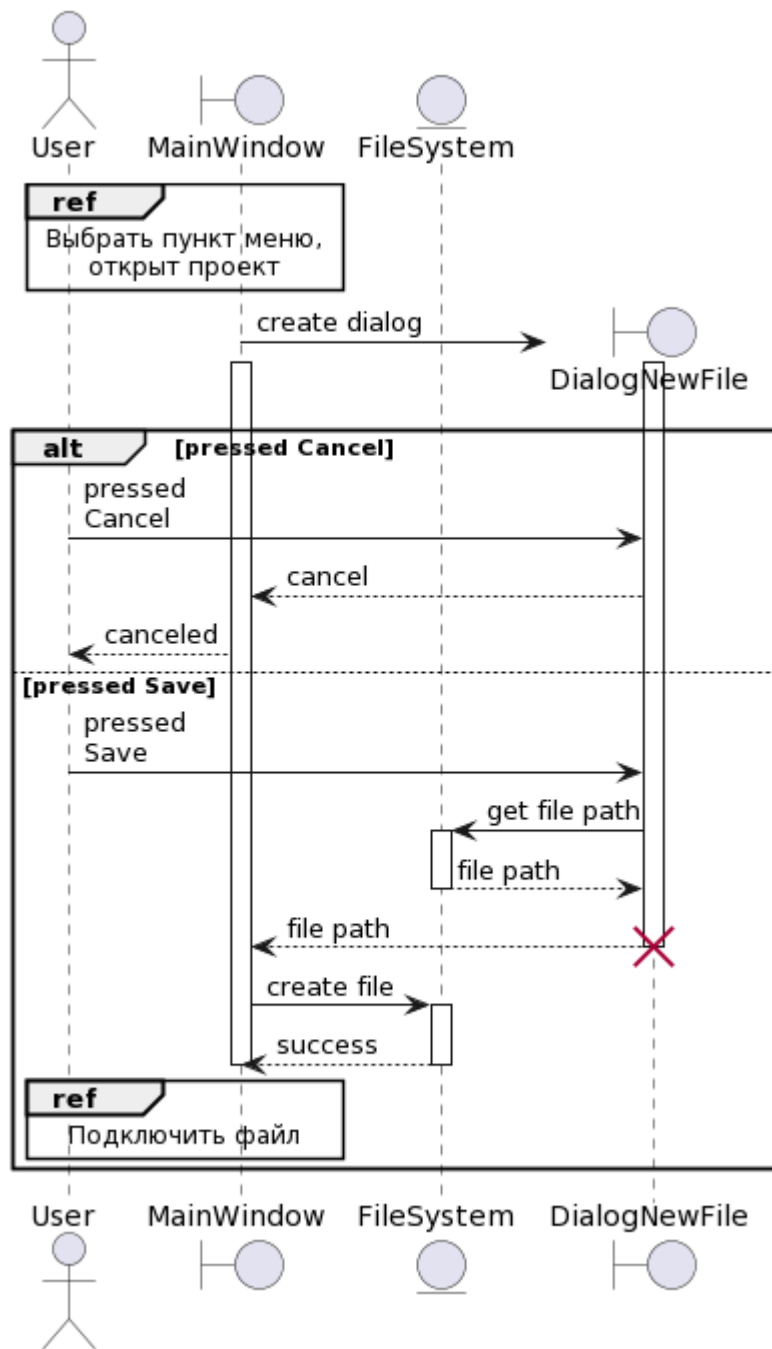 User
MainWindow
FileSystem
ref
Выбрать пункт меню,
открыт проект
create dialog
DialogNewFile
alt
[pressed Cancel]
pressed
Cancel
cancel
canceled
[pressed Save]
pressed
Save
get file path
file path
file path
create file
success
ref
Подключить файл
User
MainWindow
FileSystem
DialogNewFile